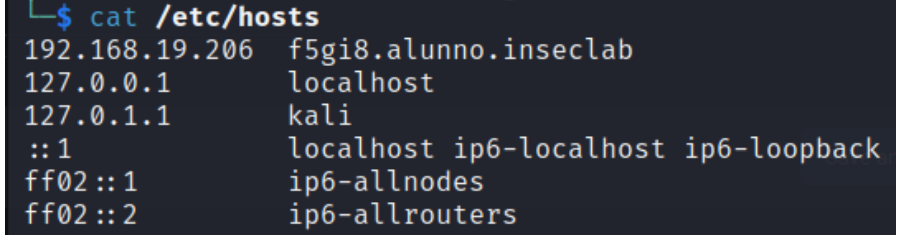 └─$ cat /etc/hosts
192.168.19.206  f5gi8.alunno.inseclab
127.0.0.1       localhost
127.0.1.1       kali
::1             localhost ip6-localhost ip6-loopback
ff02::1         ip6-allnodes
ff02::2         ip6-allrouters